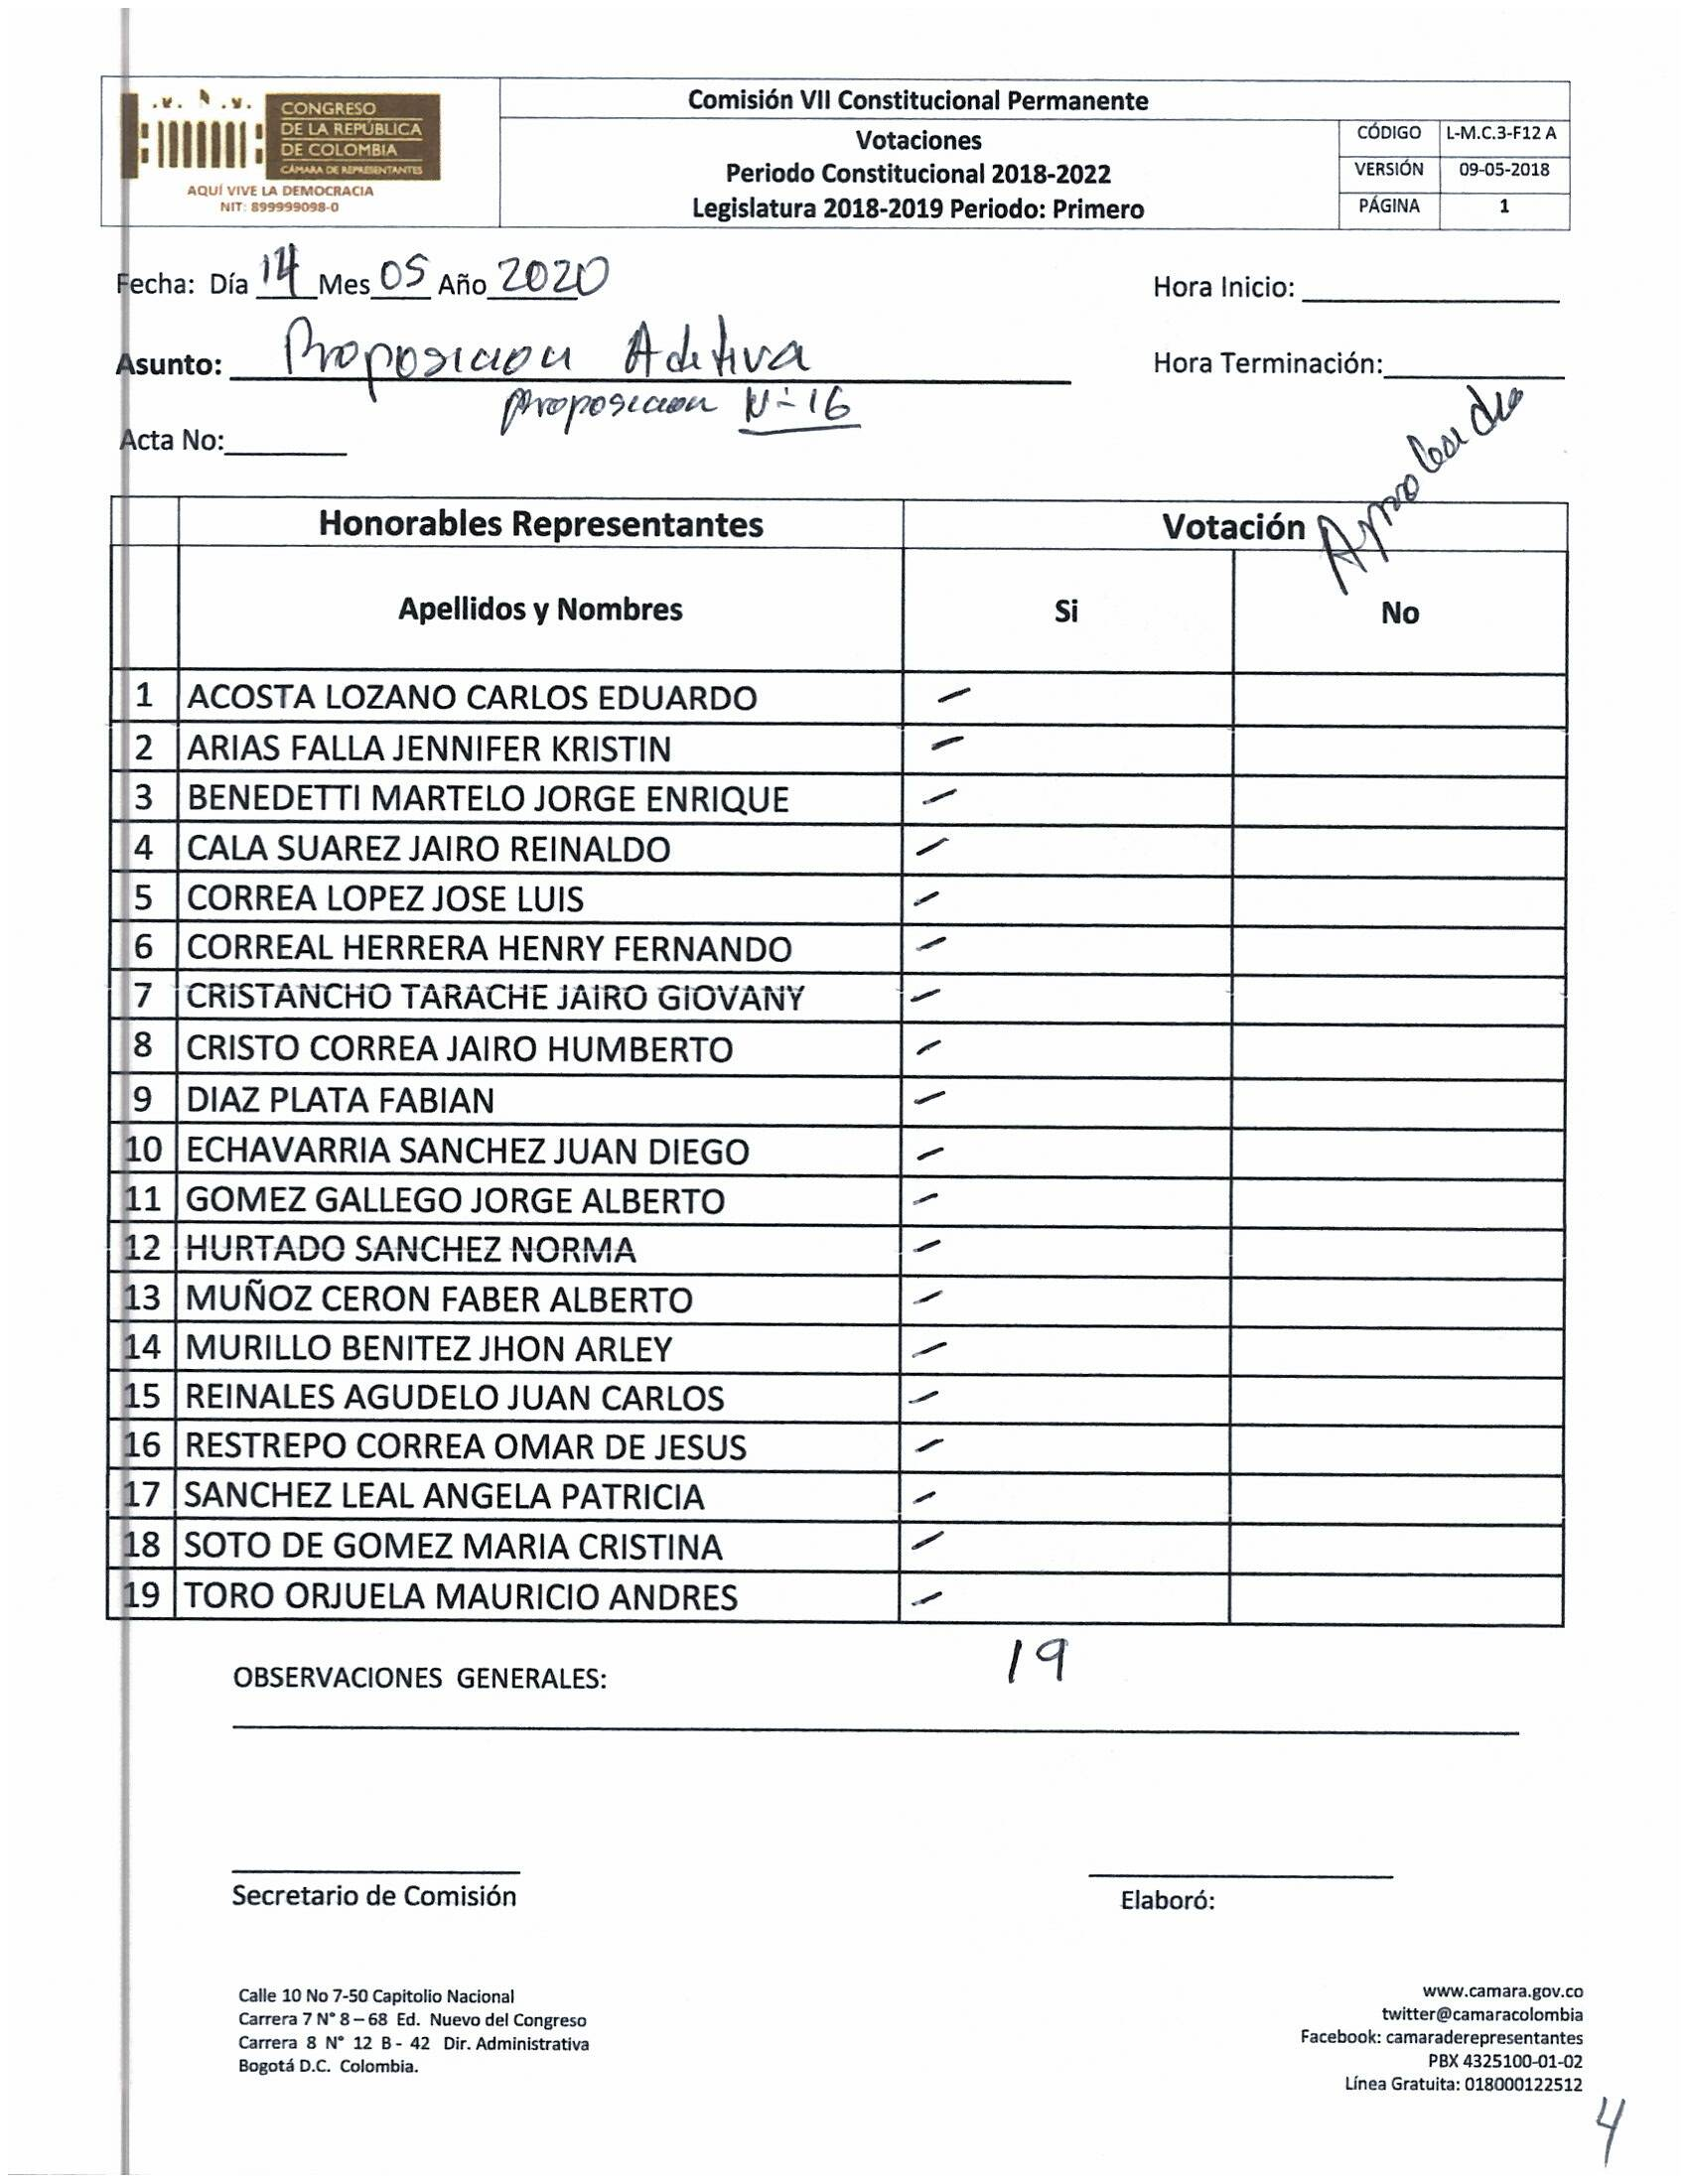 CONGRESO
DE LA REPÚBLICA
DE COLOMBIA
CÁMARA DE REPRESENTANTES
AQUÍ VIVE LA DEMOCRACIA
NIT: 899999098-0
Comisión VII Constitucional Permanente
Votaciones
Periodo Constitucional 2018-2022
Legislatura 2018-2019 Periodo: Primero
CÓDIGO L-M.C.3-F12 A
VERSIÓN 09-05-2018
PÁGINA 1
Fecha: Día 14 Mes 05 Año 2020
Hora Inicio:
Asunto: Proposicion Aditiva
Hora Terminación:
proposicion Nº 16
Acta No:
Aprobado
Honorables Representantes Votación
Apellidos y Nombres Si No
1 ACOSTA LOZANO CARLOS EDUARDO
2 ARIAS FALLA JENNIFER KRISTIN
3 BENEDETTI MARTELO JORGE ENRIQUE
4 CALA SUAREZ JAIRO REINALDO
5 CORREA LOPEZ JOSE LUIS
6 CORREAL HERRERA HENRY FERNANDO
7 CRISTANCHO TARACHE JAIRO GIOVANY
8 CRISTO CORREA JAIRO HUMBERTO
9 DIAZ PLATA FABIAN
10 ECHAVARRIA SANCHEZ JUAN DIEGO
11 GOMEZ GALLEGO JORGE ALBERTO
12 HURTADO SANCHEZ NORMA
13 MUÑOZ CERON FABER ALBERTO
14 MURILLO BENITEZ JHON ARLEY
15 REINALES AGUDELO JUAN CARLOS
16 RESTREPO CORREA OMAR DE JESUS
17 SANCHEZ LEAL ANGELA PATRICIA
18 SOTO DE GOMEZ MARIA CRISTINA
19 TORO ORJUELA MAURICIO ANDRES
19
OBSERVACIONES GENERALES:
Secretario de Comisión
Elaboró:
Calle 10 No 7-50 Capitolio Nacional
Carrera 7 N° 8 – 68 Ed. Nuevo del Congreso
Carrera 8 N° 12 B - 42 Dir. Administrativa
Bogotá D.C. Colombia.
www.camara.gov.co
twitter@camaracolombia
Facebook: camaraderepresentantes
PBX 4325100-01-02
Línea Gratuita: 018000122512
4